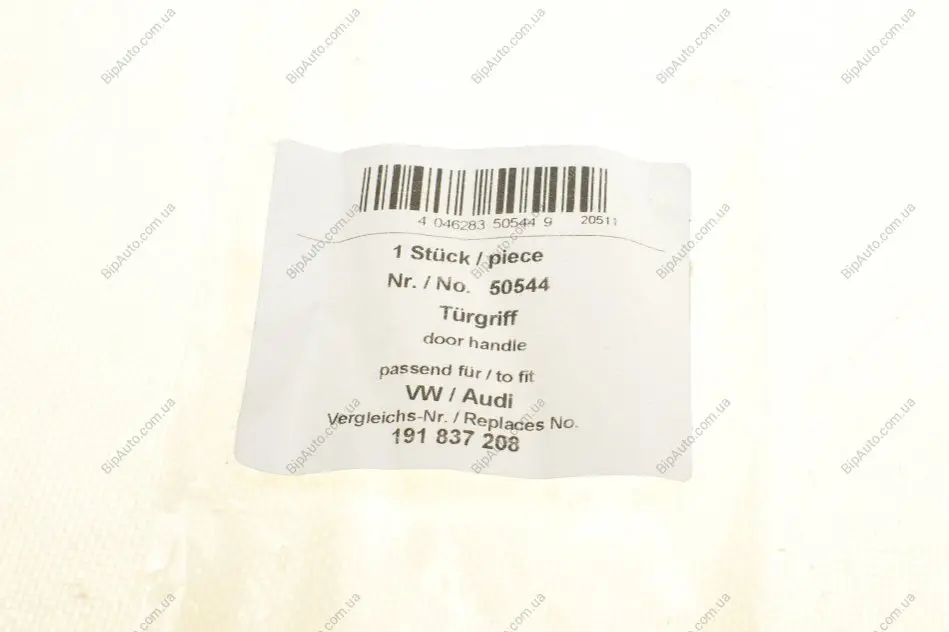 4 046283 50544 9 20511
1 Stück / piece
Nr. / No. 50544
Türgriff
door handle
passend für / to fit
VW / Audi
Vergleichs-Nr. / Replaces No.
191 837 208
BipAuto.com.ua